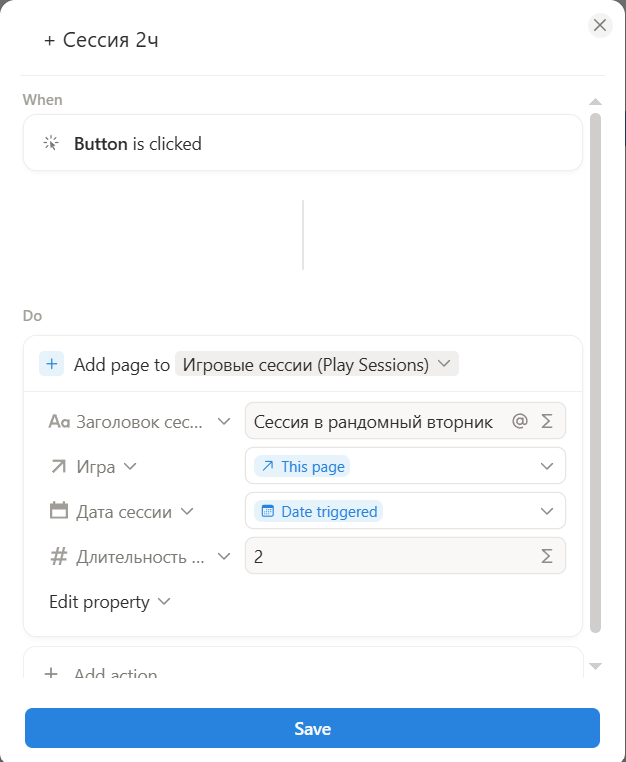 + Сессия 2ч
When
Button is clicked
Do
Add page to Игровые сессии (Play Sessions)
Aa Заголовок сес... Сессия в рандомный вторник @ Σ
Игра This page
Дата сессии Date triggered
# Длительность ... 2 Σ
Edit property
+ Add action
Save